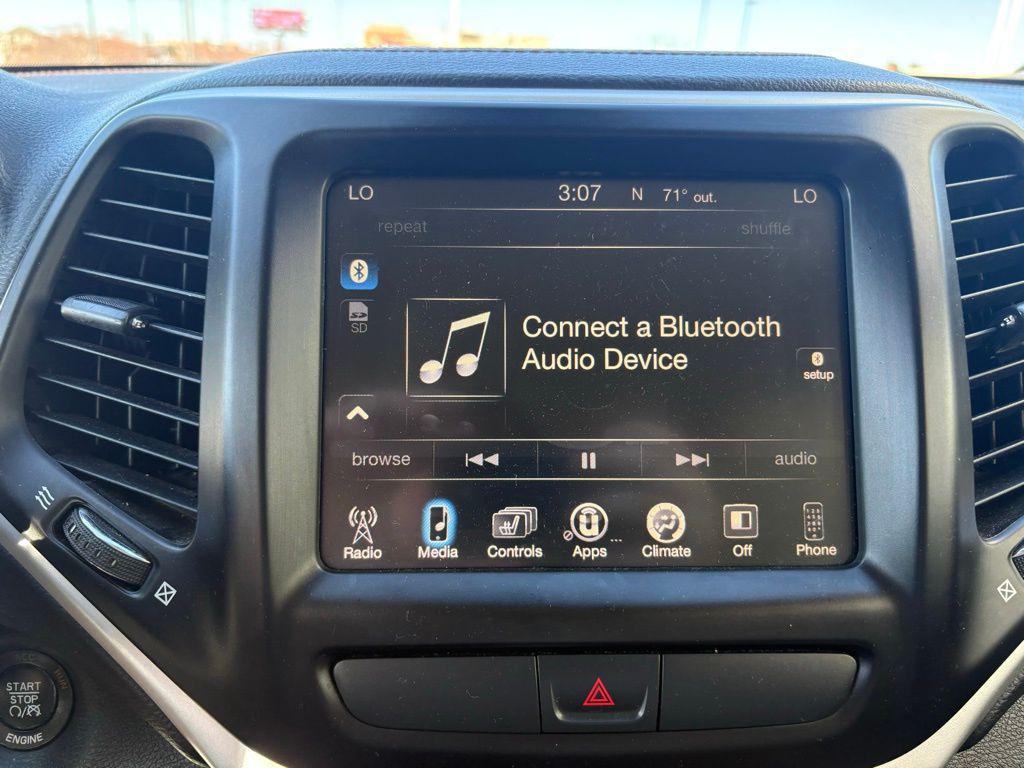 LO 3:07 N 71° out. LO
repeat shuffle
SD
Connect a Bluetooth
Audio Device
setup
browse audio
Radio Media Controls Apps ... Climate Off Phone
START
STOP
ENGINE
RUN